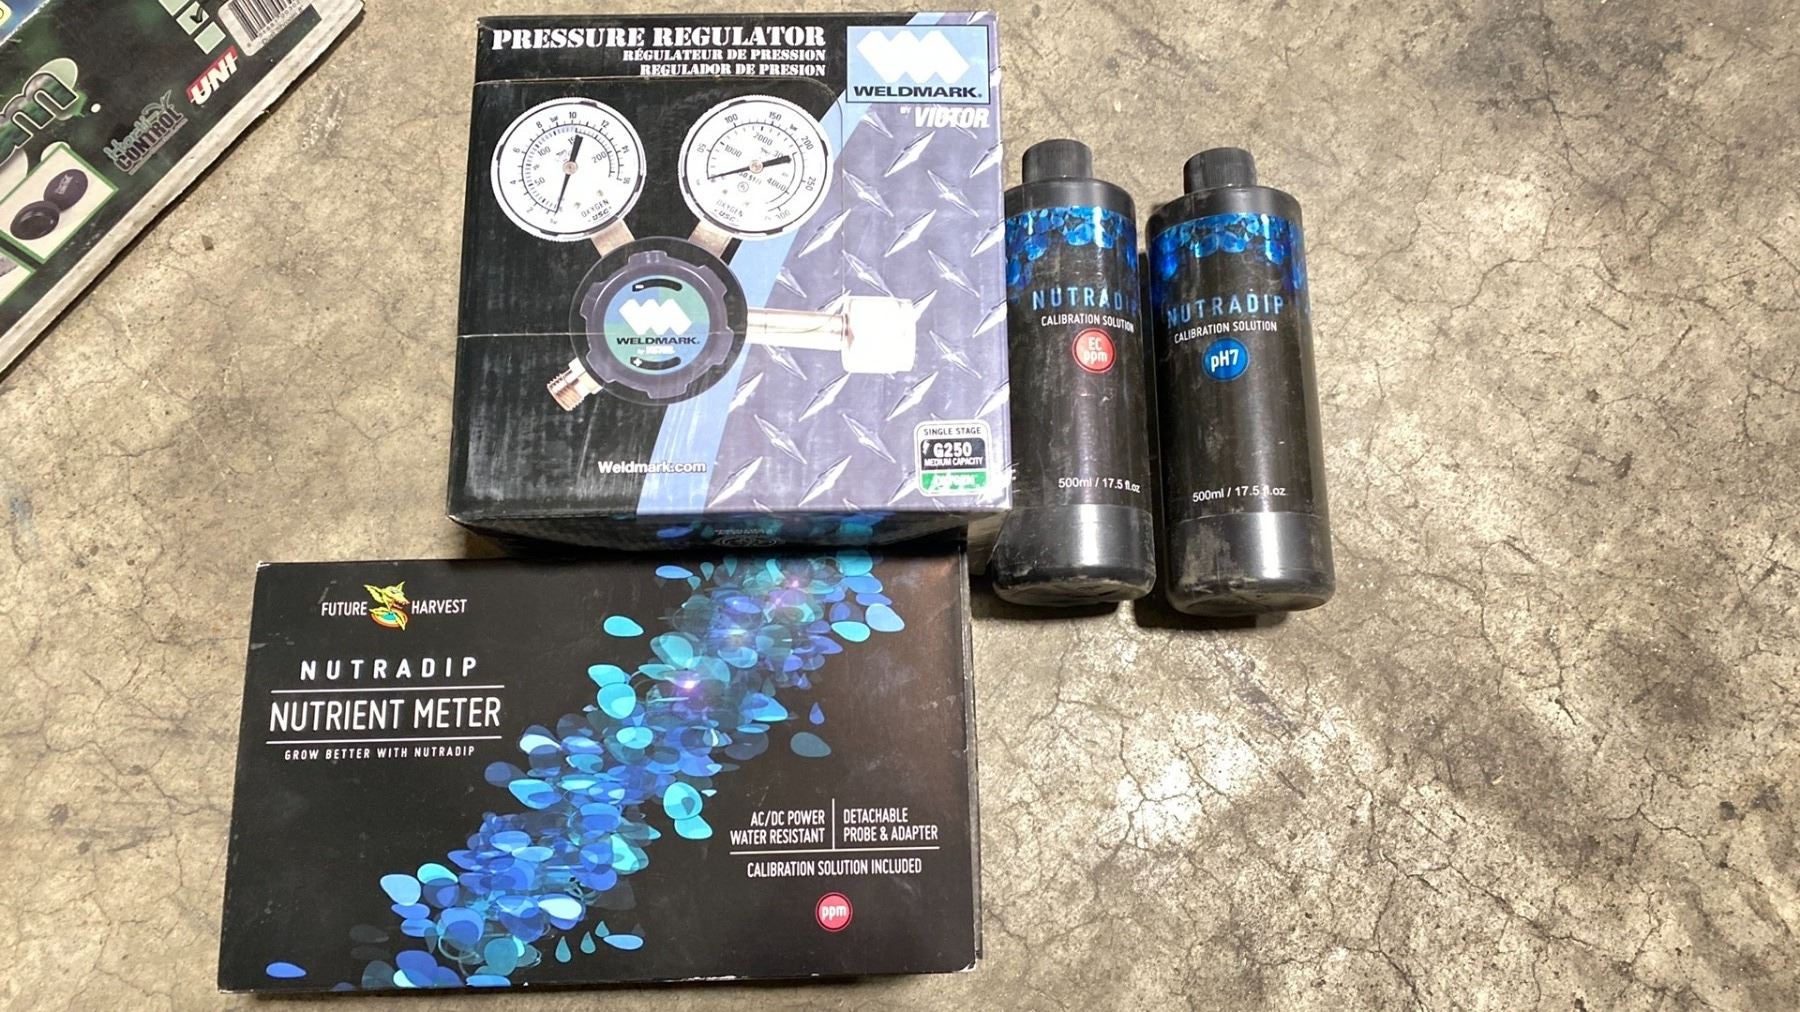 UNI
CONTROL
PRESSURE REGULATOR
RÉGULATEUR DE PRESSION
REGULADOR DE PRESION
WELDMARK®
BY VICTOR
OXYGEN
USG
OXYGEN
USG
WELDMARK®
Weldmark.com
SINGLE STAGE
G250
MEDIUM CAPACITY
NUTRADIP
CALIBRATION SOLUTION
EC
ppm
500ml / 17.5 fl.oz
NUTRADIP
CALIBRATION SOLUTION
pH7
500ml / 17.5 fl.oz
FUTURE HARVEST
NUTRADIP
NUTRIENT METER
GROW BETTER WITH NUTRADIP
AC/DC POWER
WATER RESISTANT
DETACHABLE
PROBE & ADAPTER
CALIBRATION SOLUTION INCLUDED
ppm